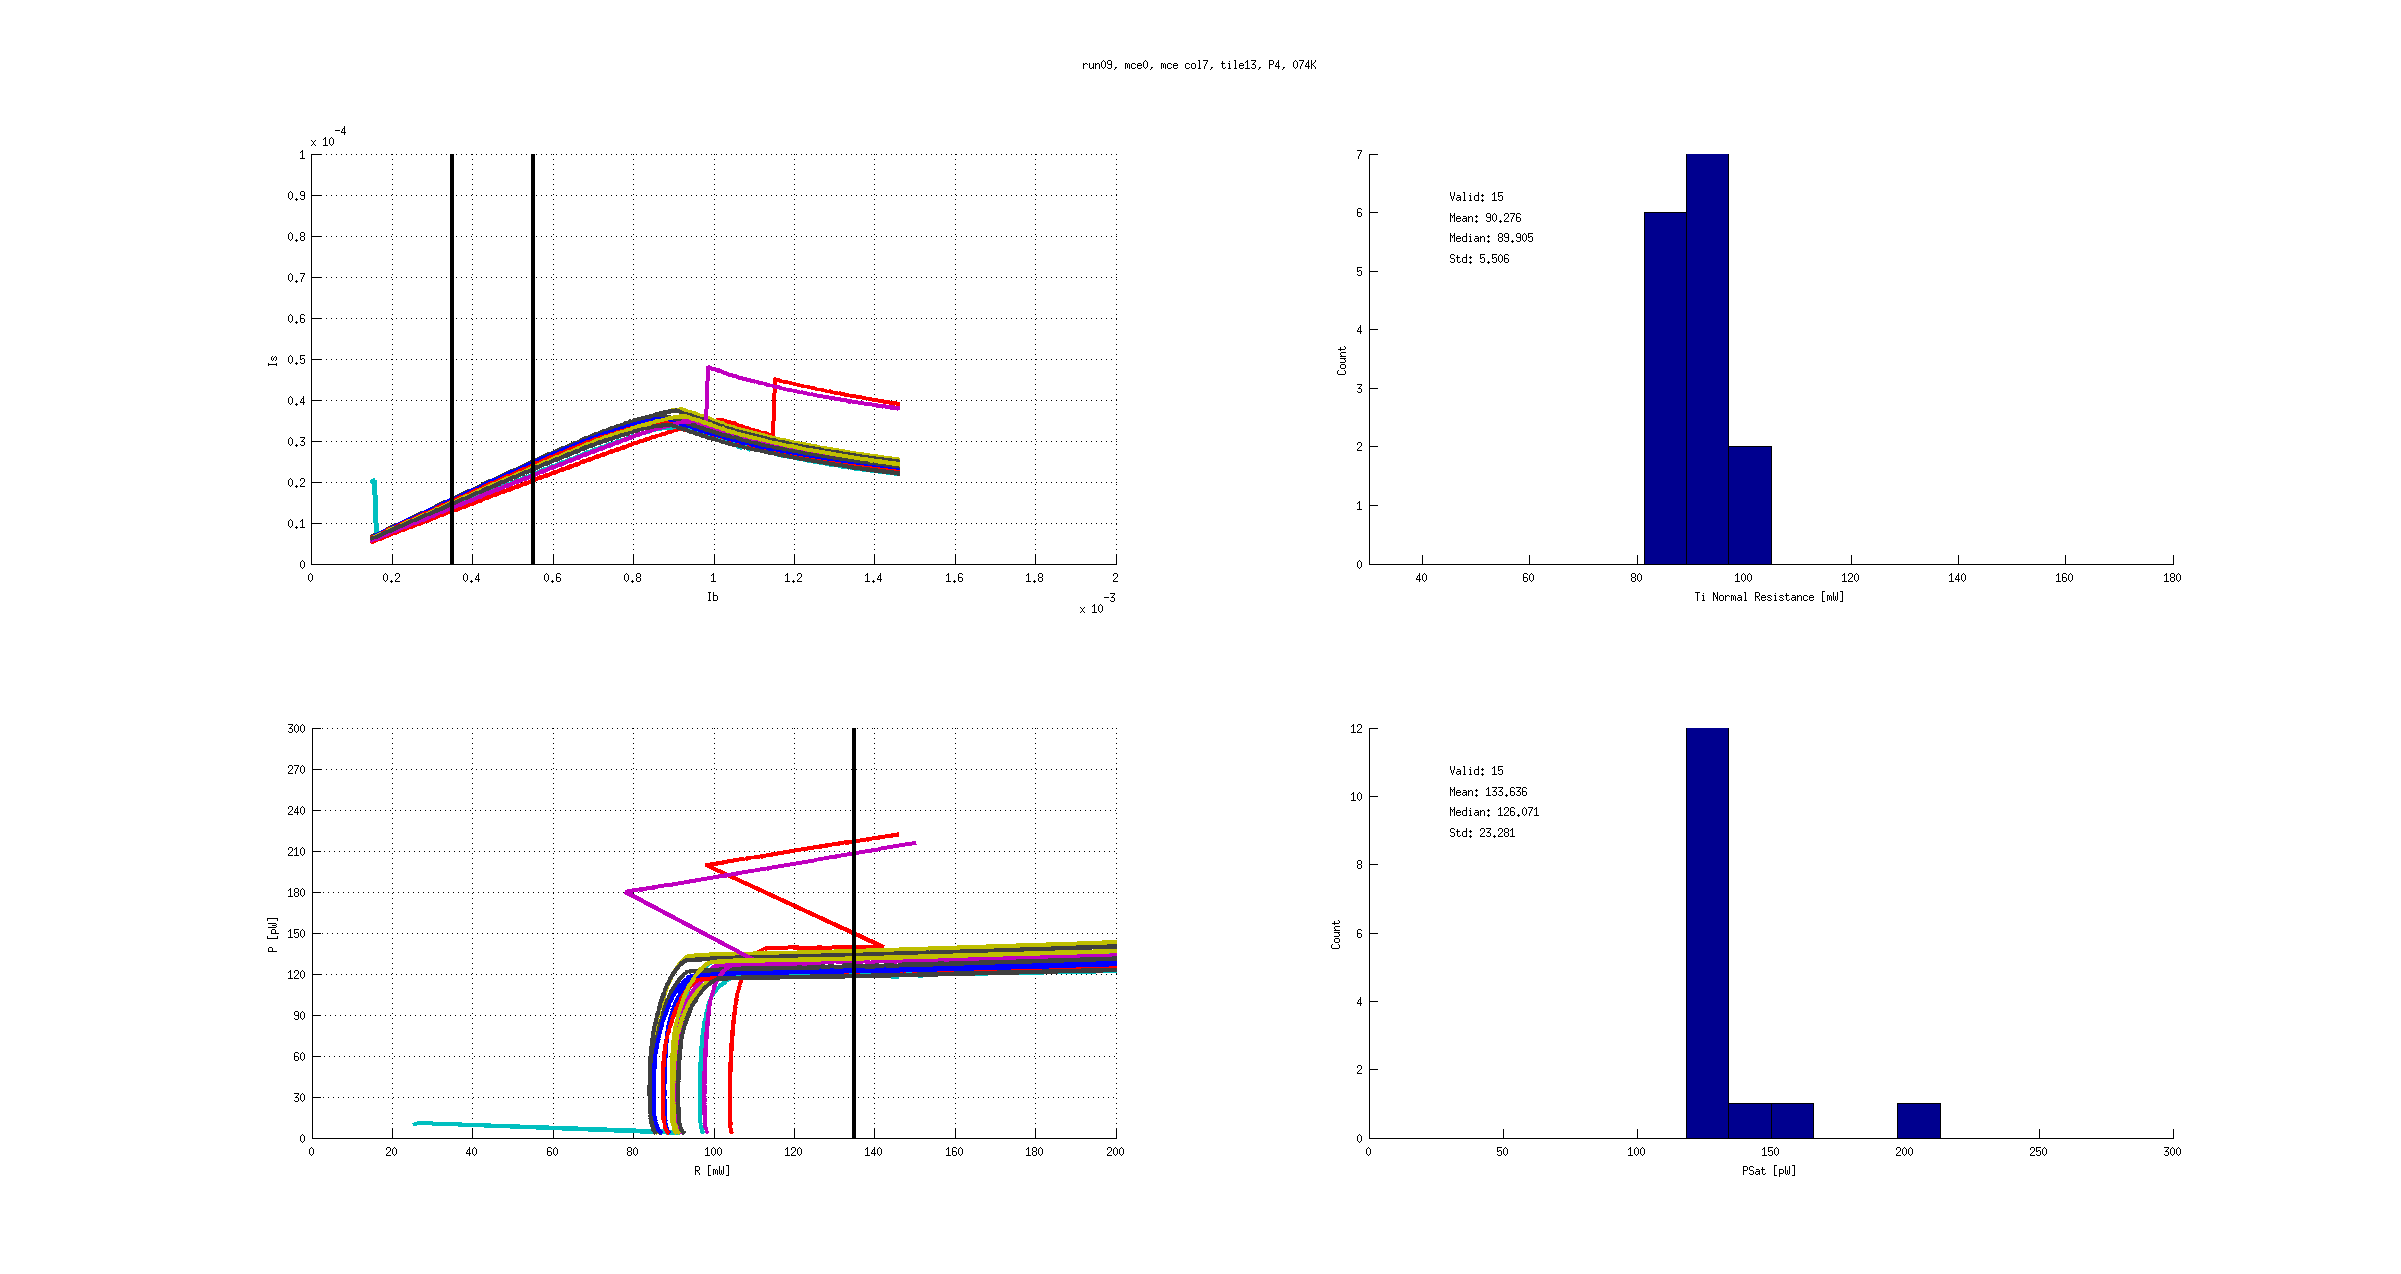 run09, mce0, mce col7, tile13, P4, 074K
x 10^-4
1
0.9
0.8
0.7
0.6
0.5
0.4
0.3
0.2
0.1
0
Is
0 0.2 0.4 0.6 0.8 1 1.2 1.4 1.6 1.8 2
Ib
x 10^-3
7
6
5
4
3
2
1
0
Count
Valid: 15
Mean: 90.276
Median: 89.905
Std: 5.506
40 60 80 100 120 140 160 180
Ti Normal Resistance [mW]
300
270
240
210
180
150
120
90
60
30
0
P [pW]
0 20 40 60 80 100 120 140 160 180 200
R [mW]
12
10
8
6
4
2
0
Count
Valid: 15
Mean: 133.636
Median: 126.071
Std: 23.281
0 50 100 150 200 250 300
PSat [pW]